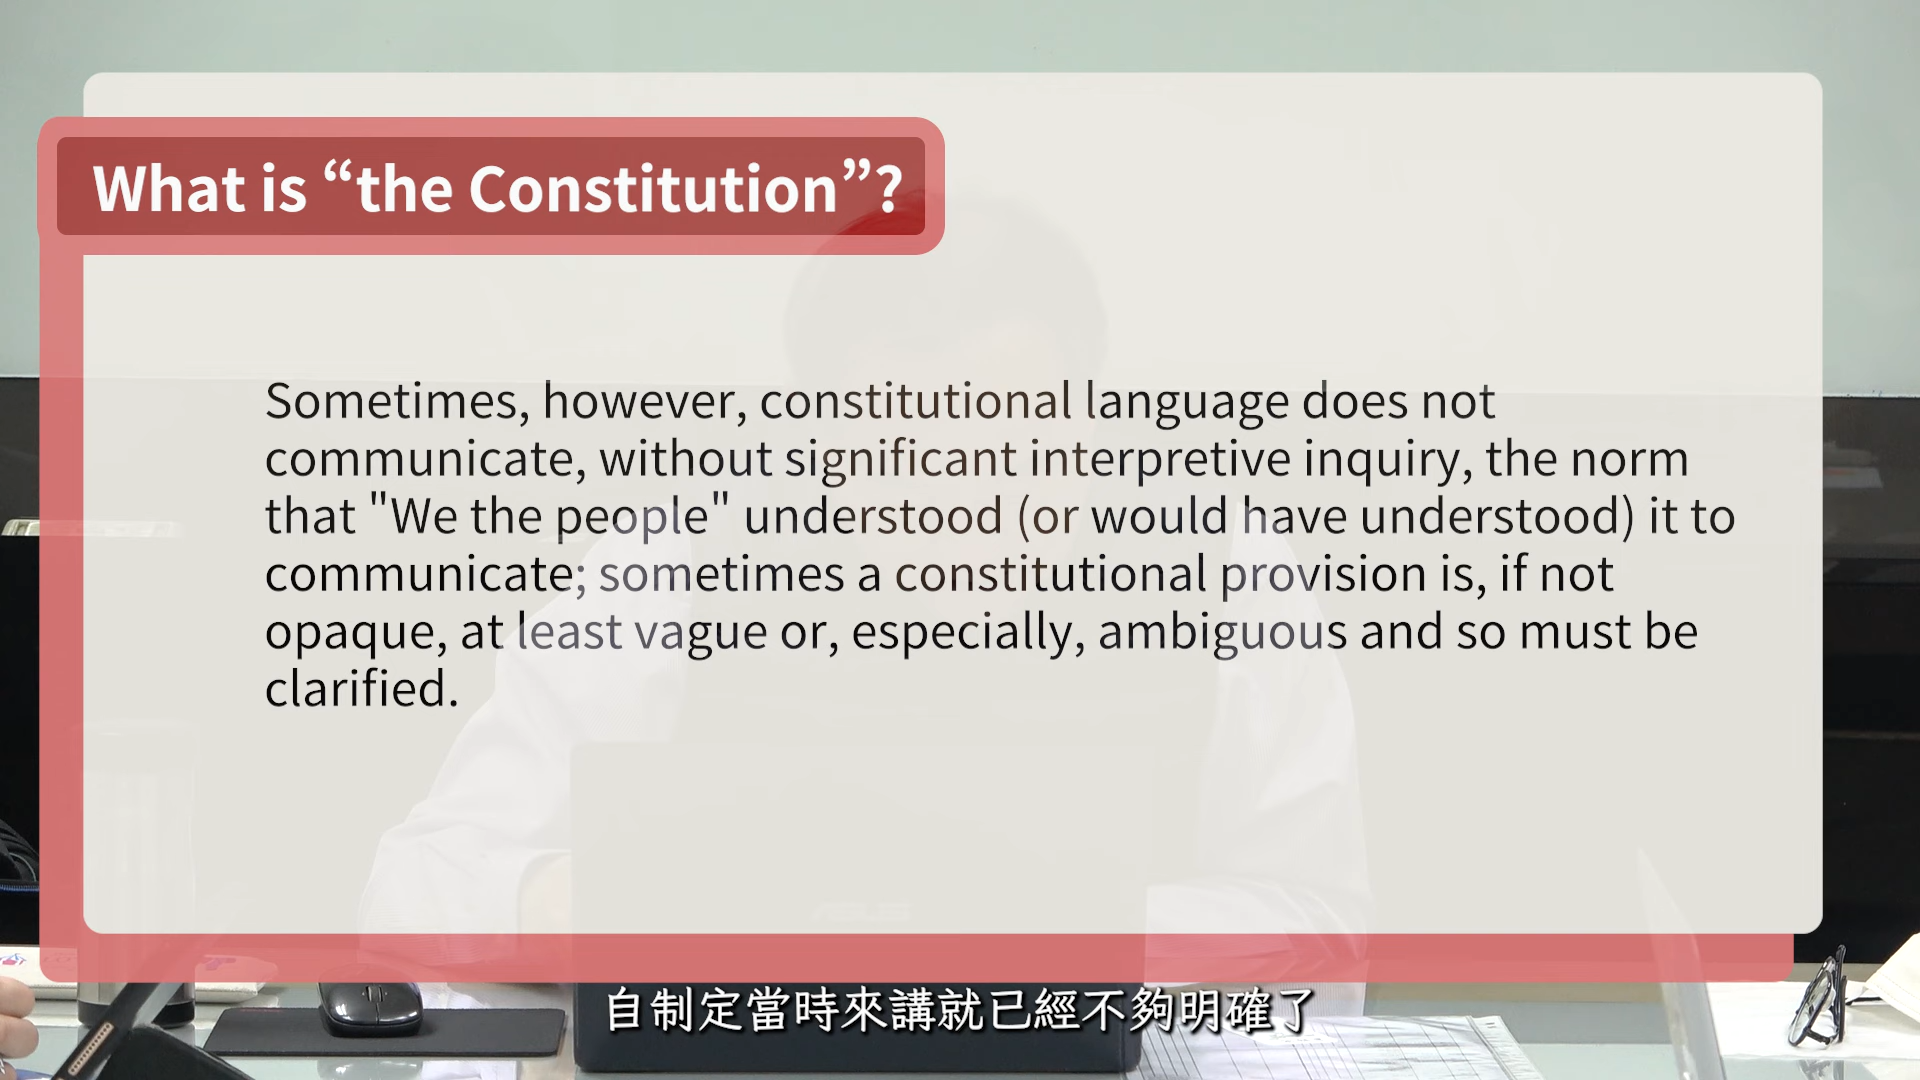 What is “the Constitution”?
Sometimes, however, constitutional language does not
communicate, without significant interpretive inquiry, the norm
that "We the people" understood (or would have understood) it to
communicate; sometimes a constitutional provision is, if not
opaque, at least vague or, especially, ambiguous and so must be
clarified.
自制定當時來講就已經不夠明確了